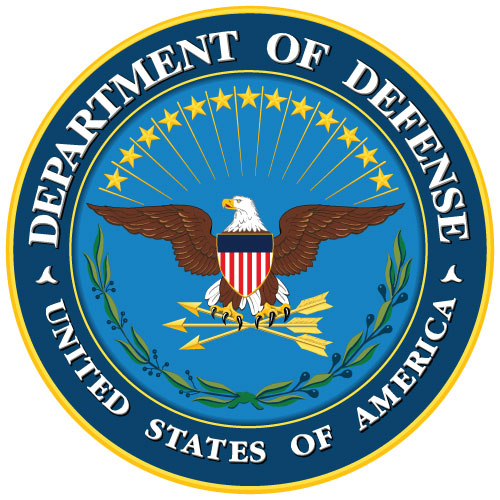 DEPARTMENT OF DEFENSE
UNITED STATES OF AMERICA